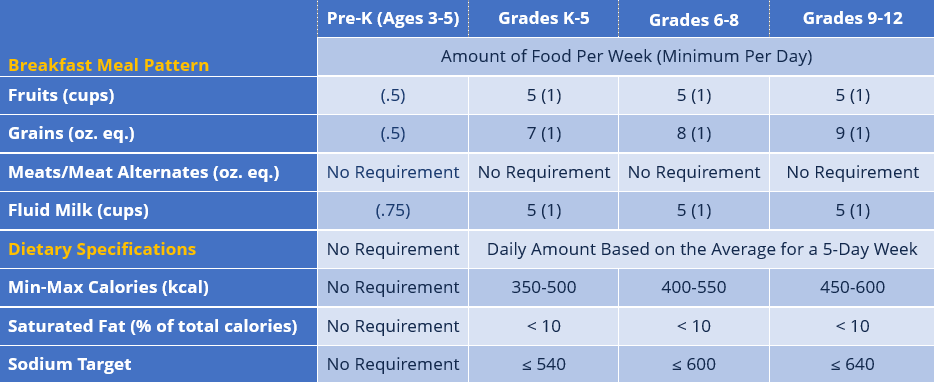 Pre-K (Ages 3-5) Grades K-5 Grades 6-8 Grades 9-12
Breakfast Meal Pattern Amount of Food Per Week (Minimum Per Day)
Fruits (cups) (.5) 5 (1) 5 (1) 5 (1)
Grains (oz. eq.) (.5) 7 (1) 8 (1) 9 (1)
Meats/Meat Alternates (oz. eq.) No Requirement No Requirement No Requirement No Requirement
Fluid Milk (cups) (.75) 5 (1) 5 (1) 5 (1)
Dietary Specifications No Requirement Daily Amount Based on the Average for a 5-Day Week
Min-Max Calories (kcal) No Requirement 350-500 400-550 450-600
Saturated Fat (% of total calories) No Requirement < 10 < 10 < 10
Sodium Target No Requirement ≤ 540 ≤ 600 ≤ 640